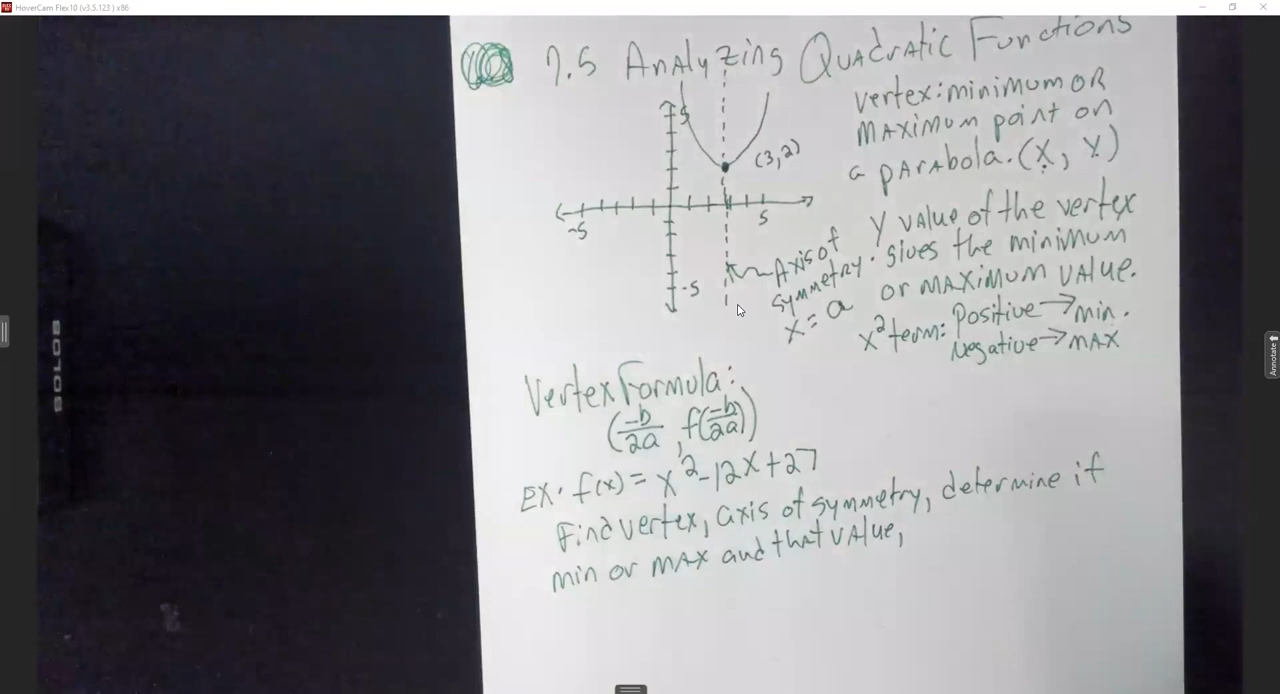 HoverCam Flex10 (v3.5.123) x86
7.5 Analyzing Quadratic Functions
vertex: minimum OR
maximum point on
a parabola. (x, y)
5
(3,2)
-5
5
-5
Axis of
symmetry.
x = a
y value of the vertex
gives the minimum
or maximum value.
x² term: Positive → min.
Negative → max
Vertex Formula:
(-b/2a, f(-b/2a))
Ex. f(x) = x² - 12x + 27
Find vertex, axis of symmetry, determine if
min or max and that value,
SOLOB
Annotate